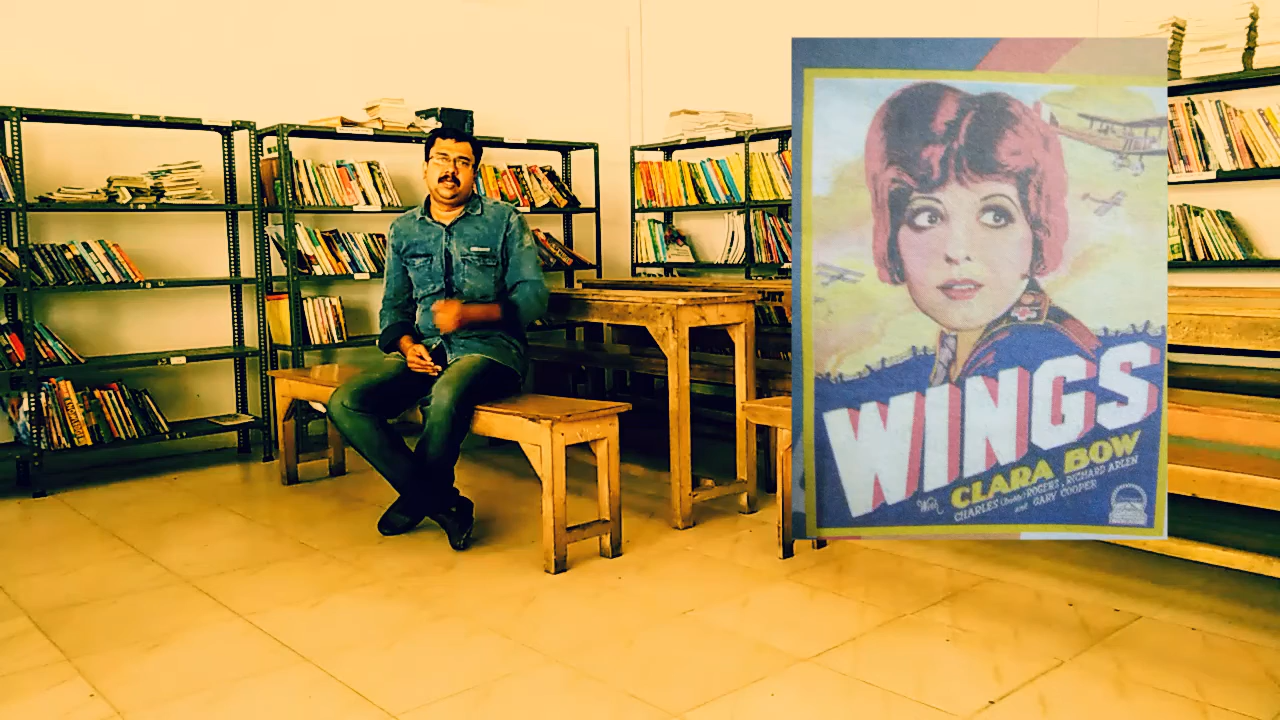 WINGS
With CLARA BOW
CHARLES (Buddy) ROGERS, RICHARD ARLEN
and GARY COOPER